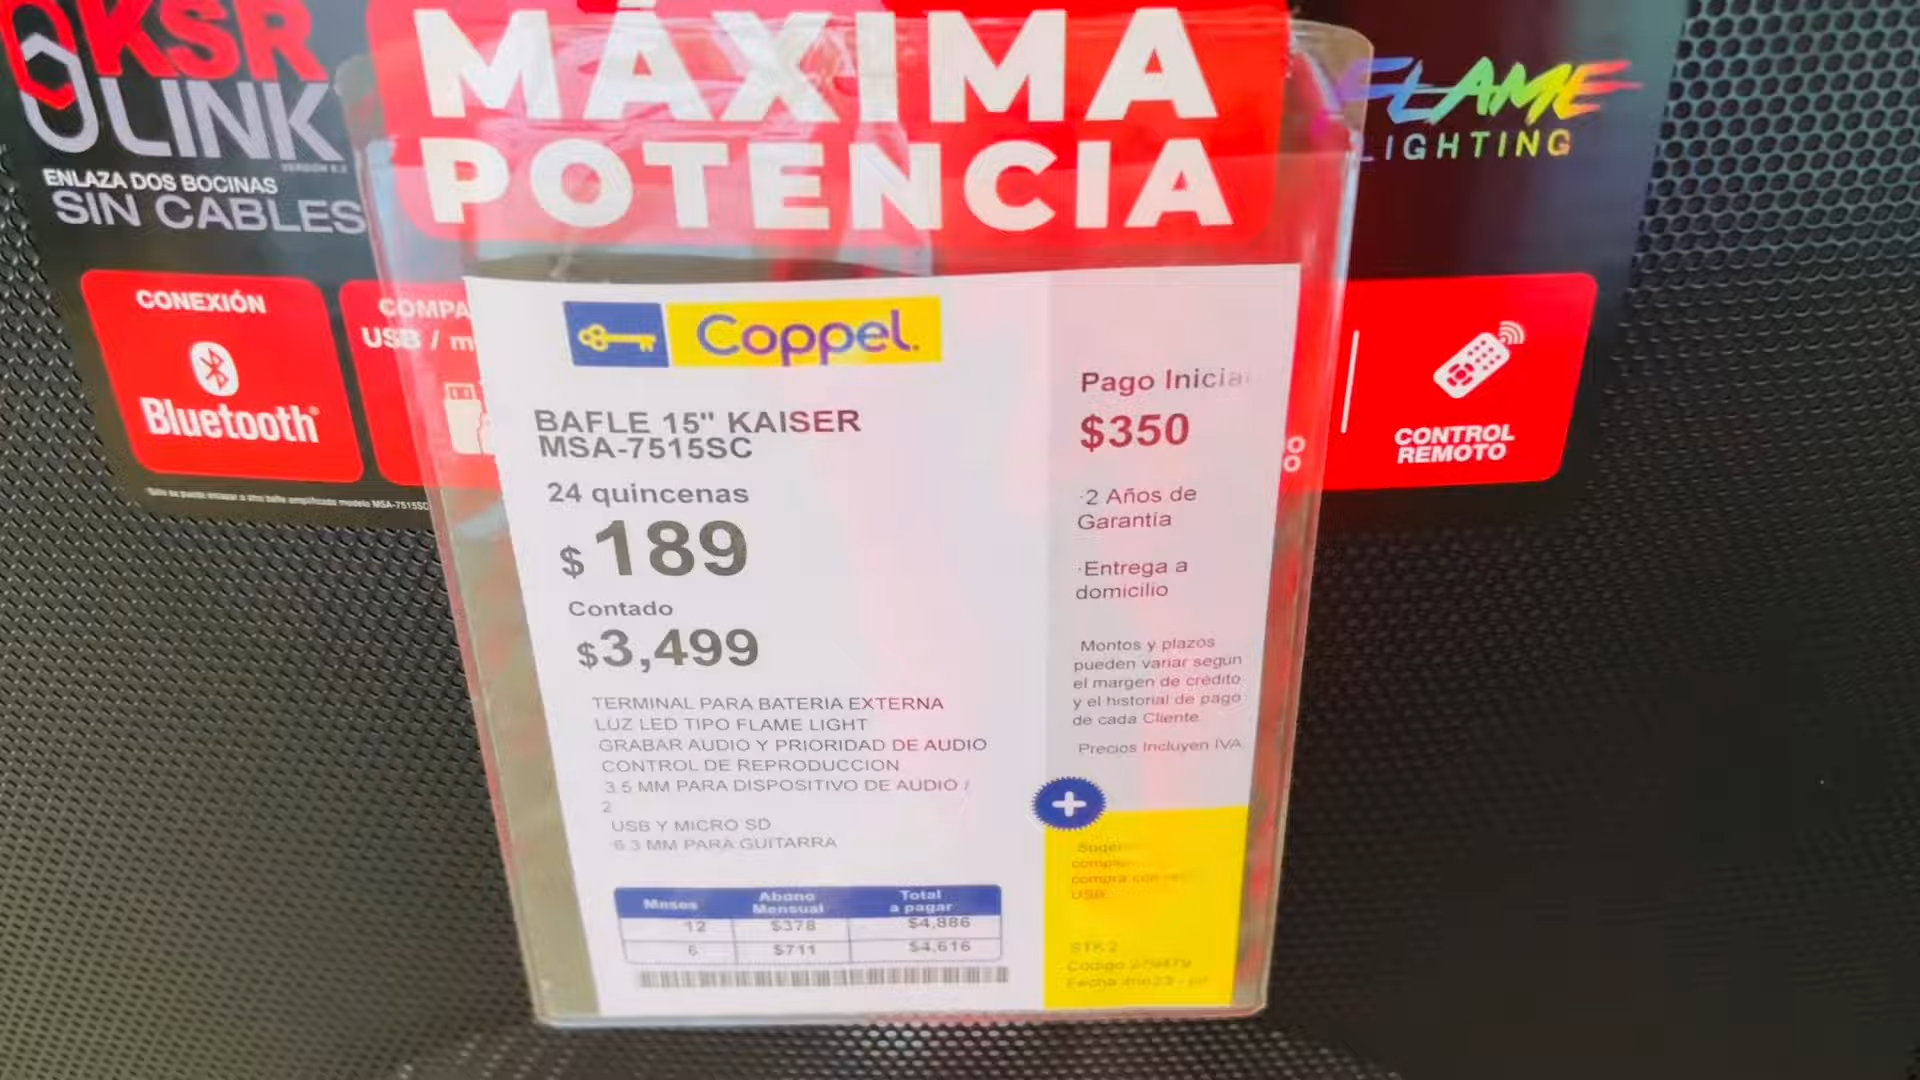 KSR
LINK
ENLAZA DOS BOCINAS
SIN CABLES
MÁXIMA
POTENCIA
FLAME
LIGHTING
CONEXIÓN
Bluetooth
USB /
CONTROL
REMOTO
Coppel.
BAFLE 15" KAISER
MSA-7515SC
24 quincenas
$189
Contado
$3,499
TERMINAL PARA BATERIA EXTERNA
LUZ LED TIPO FLAME LIGHT
GRABAR AUDIO Y PRIORIDAD DE AUDIO
CONTROL DE REPRODUCCION
3.5 MM PARA DISPOSITIVO DE AUDIO /
2
USB Y MICRO SD
6.3 MM PARA GUITARRA
Meses Abono Mensual Total a pagar
12 $378 $4,886
6 $711 $4,616
Pago Inicial
$350
·2 Años de
Garantía
·Entrega a
domicilio
Montos y plazos
pueden variar según
el margen de crédito
y el historial de pago
de cada Cliente
Precios Incluyen IVA
+
USB
STK2